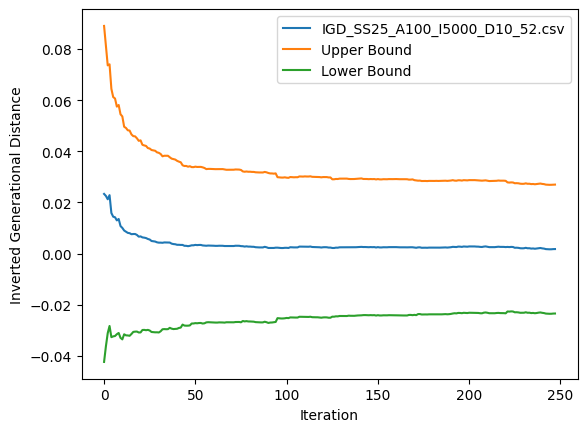 IGD_SS25_A100_I5000_D10_52.csv
Upper Bound
Lower Bound
0.08
0.06
0.04
0.02
0.00
−0.02
−0.04
Inverted Generational Distance
0 50 100 150 200 250
Iteration